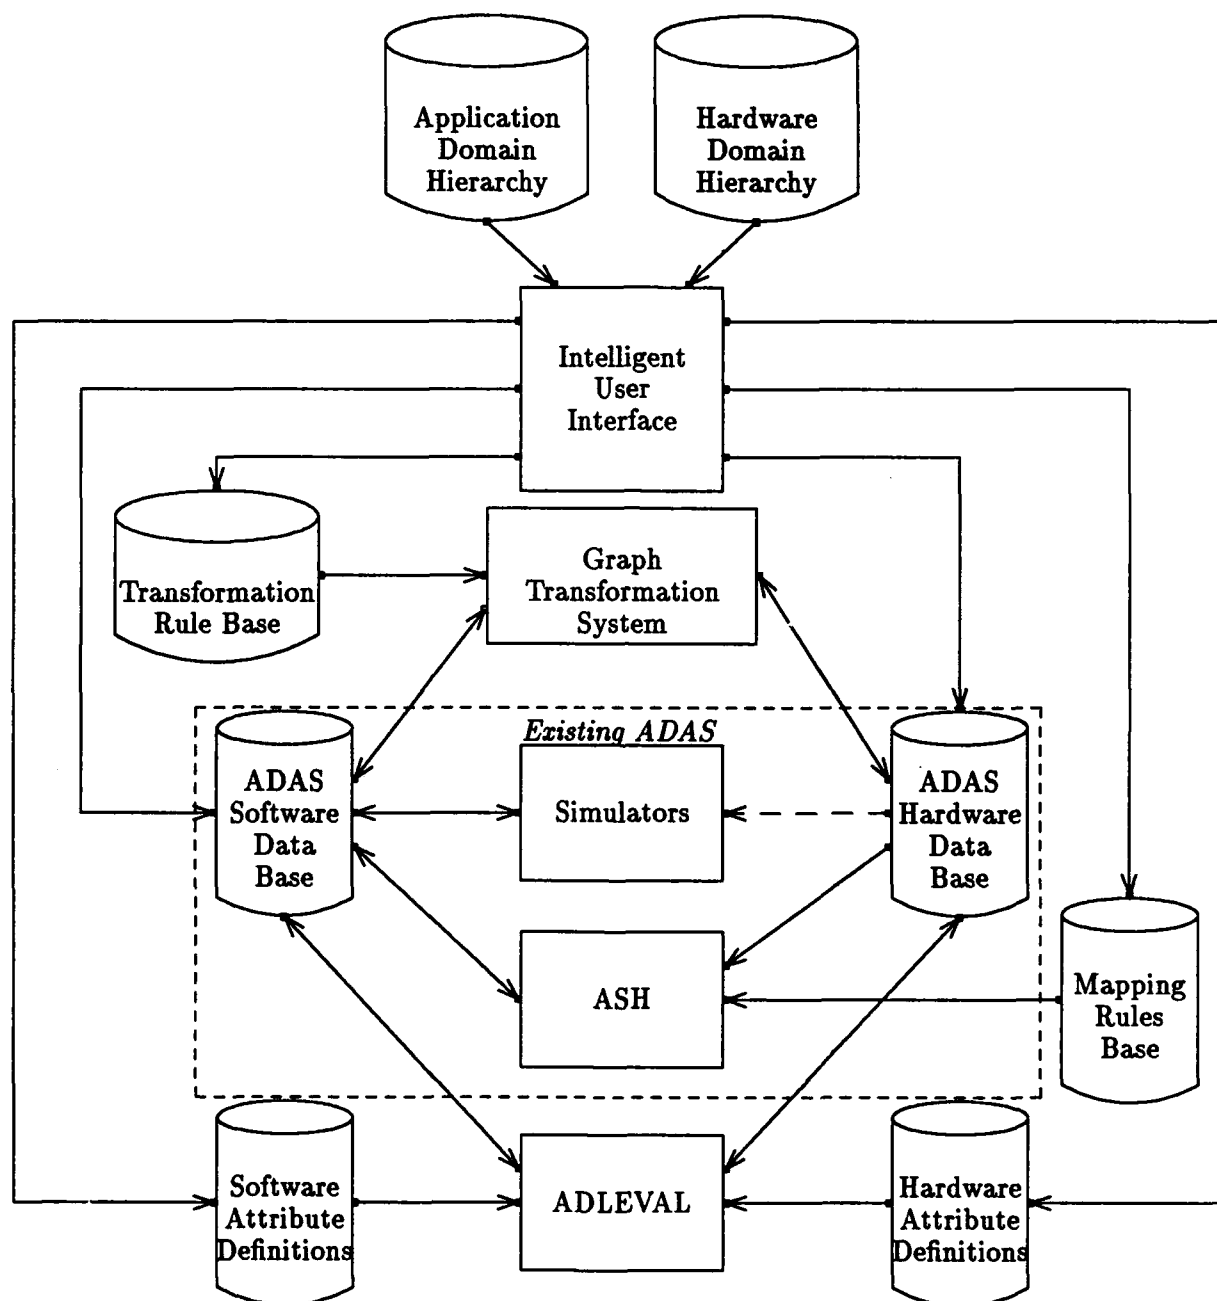 Application
Domain
Hierarchy
Hardware
Domain
Hierarchy
Intelligent
User
Interface
Graph
Transformation
System
Transformation
Rule Base
Existing ADAS
ADAS
Software
Data
Base
Simulators
ADAS
Hardware
Data
Base
ASH
Mapping
Rules
Base
Software
Attribute
Definitions
ADLEVAL
Hardware
Attribute
Definitions